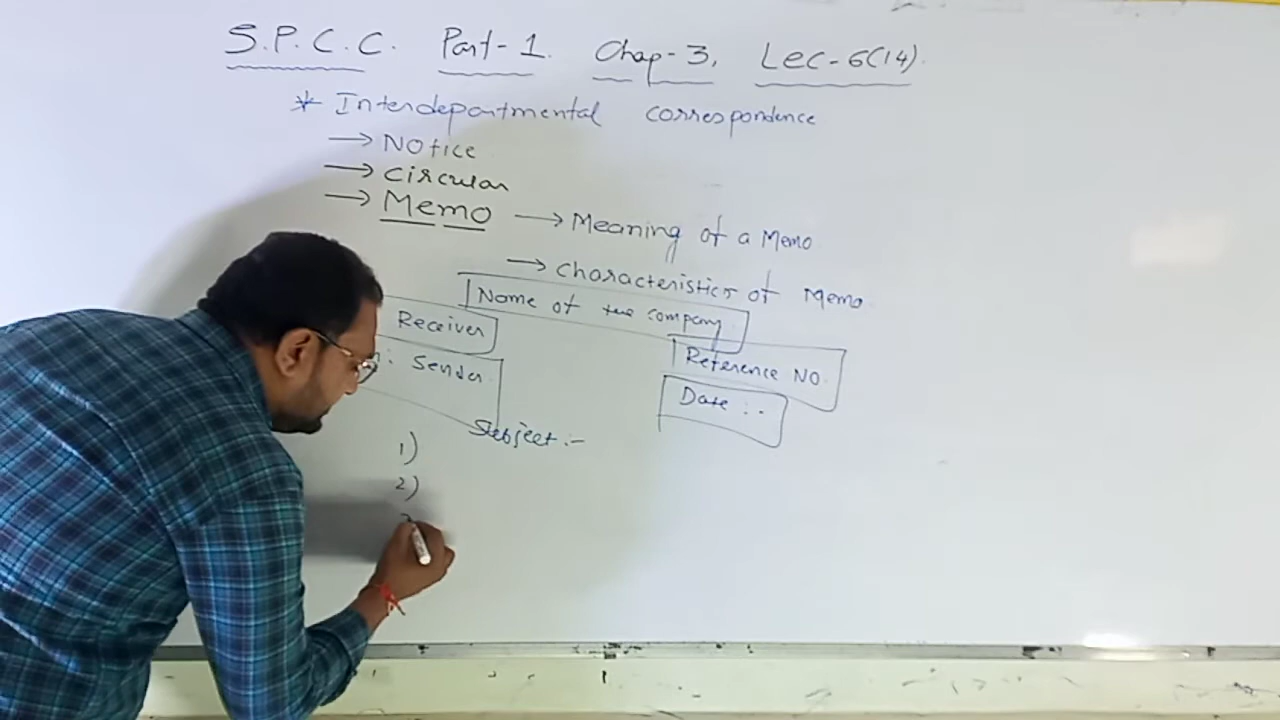 S.P.C.C. Part-1. Chap-3, Lec-6(14).
* Interdepartmental correspondence
→ Notice
→ circular
→ Memo → Meaning of a Memo
→ characteristics of Memo
Name of the company
Receiver
Reference NO.
: Sender
Date :-
Subject :-
1)
2)